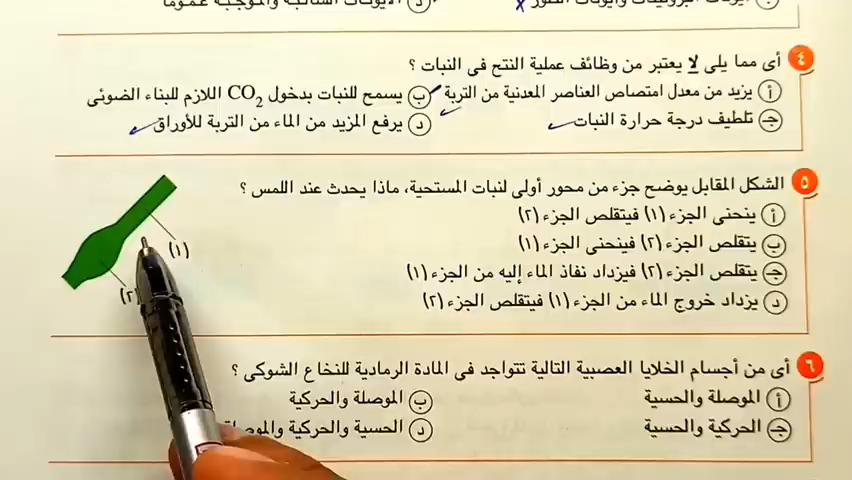 د الأيونات السالبة والموجبة عمومًا
٤ أى مما يلى لا يعتبر من وظائف عملية النتح فى النبات ؟
أ يزيد من معدل امتصاص العناصر المعدنية من التربة ب يسمح للنبات بدخول CO2 اللازم للبناء الضوئى
ج تلطيف درجة حرارة النبات د يرفع المزيد من الماء من التربة للأوراق
٥ الشكل المقابل يوضح جزء من محور أولى لنبات المستحية، ماذا يحدث عند اللمس ؟
أ ينحنى الجزء (١) فيتقلص الجزء (٢)
ب يتقلص الجزء (٢) فينحنى الجزء (١)
ج يتقلص الجزء (٢) فيزداد نفاذ الماء إليه من الجزء (١)
د يزداد خروج الماء من الجزء (١) فيتقلص الجزء (٢)
(١)
(٢)
٦ أى من أجسام الخلايا العصبية التالية تتواجد فى المادة الرمادية للنخاع الشوكى ؟
أ الموصلة والحسية ب الموصلة والحركية
ج الحركية والحسية د الحسية والحركية